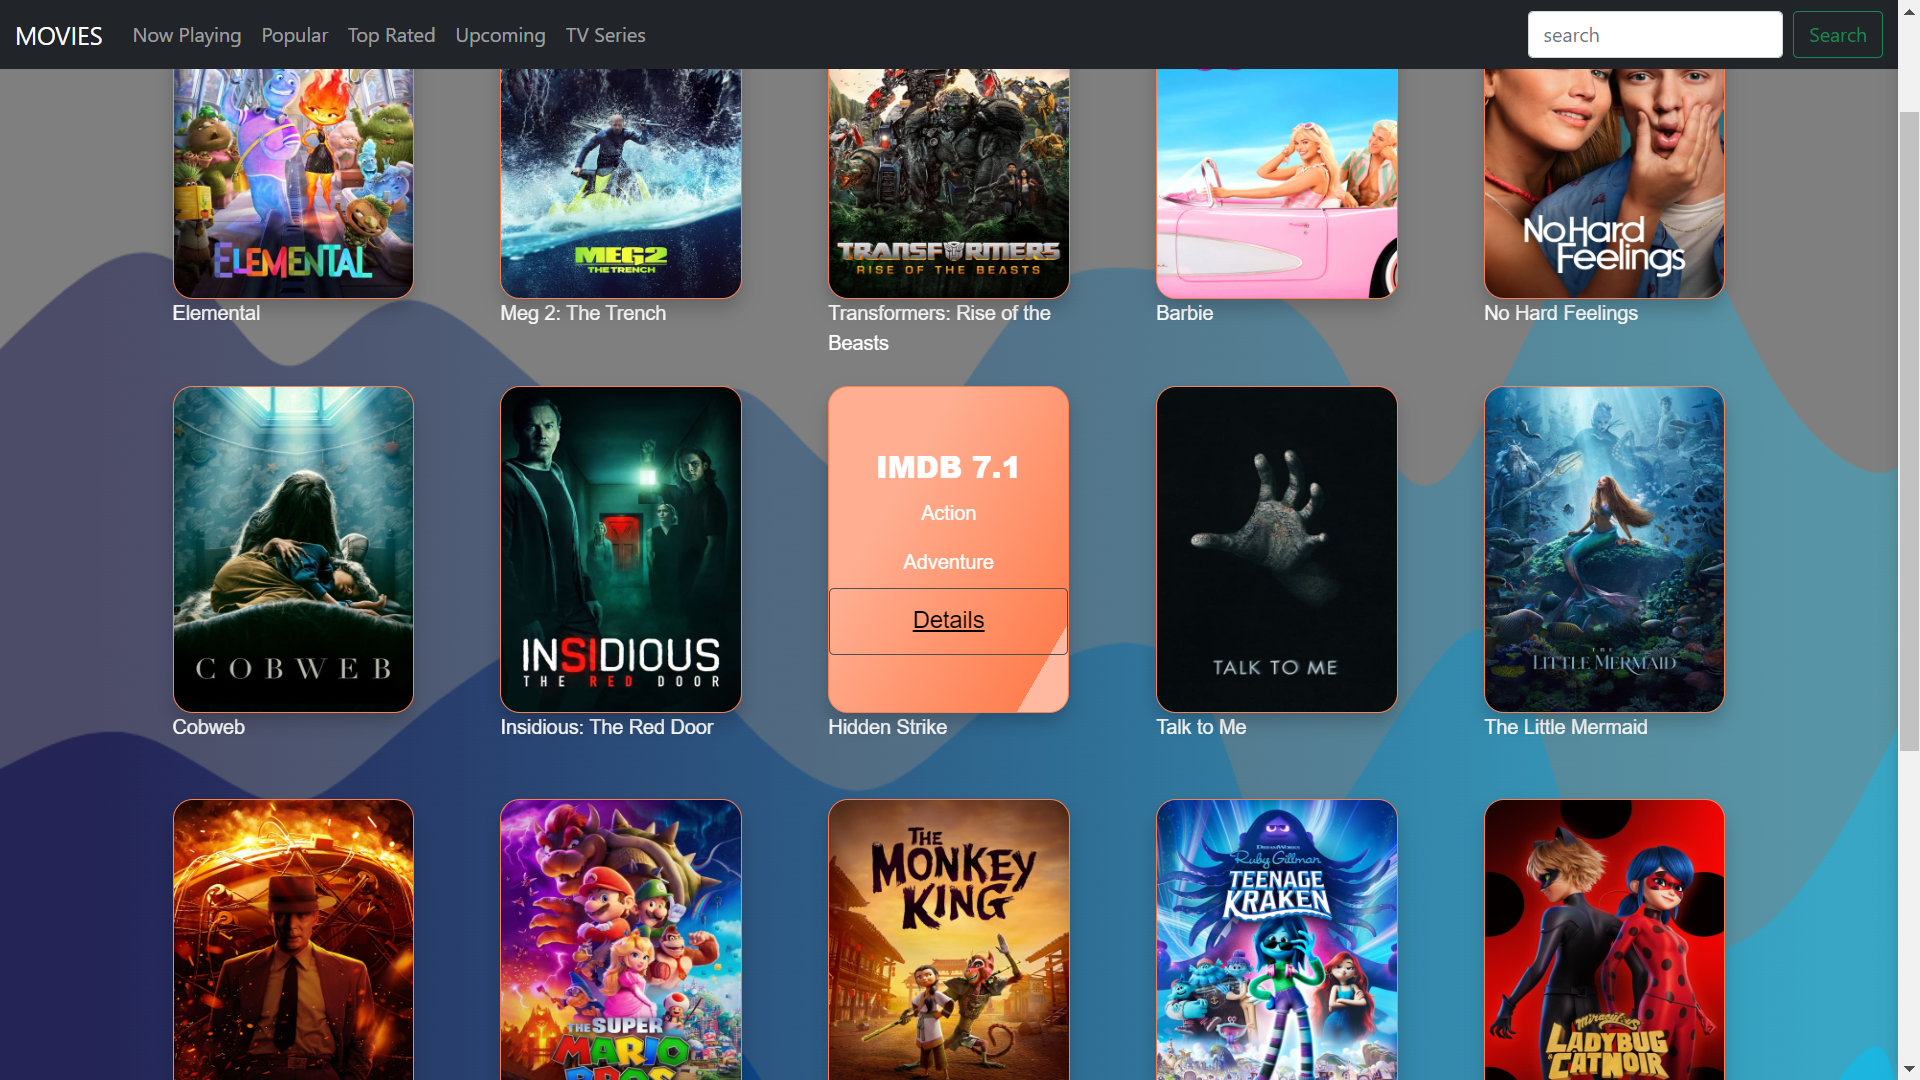 MOVIES Now Playing Popular Top Rated Upcoming TV Series search Search
ELEMENTAL
MEG2
THE TRENCH
TRANSFORMERS
RISE OF THE BEASTS
No Hard
Feelings
Elemental
Meg 2: The Trench
Transformers: Rise of the
Beasts
Barbie
No Hard Feelings
COBWEB
INSIDIOUS
THE RED DOOR
IMDB 7.1
Action
Adventure
Details
TALK TO ME
THE
LITTLE MERMAID
Cobweb
Insidious: The Red Door
Hidden Strike
Talk to Me
The Little Mermaid
THE SUPER
MARIO
BROS
THE
MONKEY
KING
DREAMWORKS
Ruby Gillman
TEENAGE
KRAKEN
Miraculous
LADYBUG
& CAT NOIR